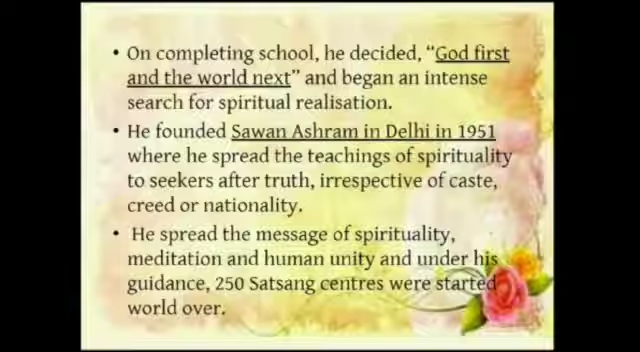 • On completing school, he decided, “God first
and the world next” and began an intense
search for spiritual realisation.
• He founded Sawan Ashram in Delhi in 1951
where he spread the teachings of spirituality
to seekers after truth, irrespective of caste,
creed or nationality.
• He spread the message of spirituality,
meditation and human unity and under his
guidance, 250 Satsang centres were started
world over.